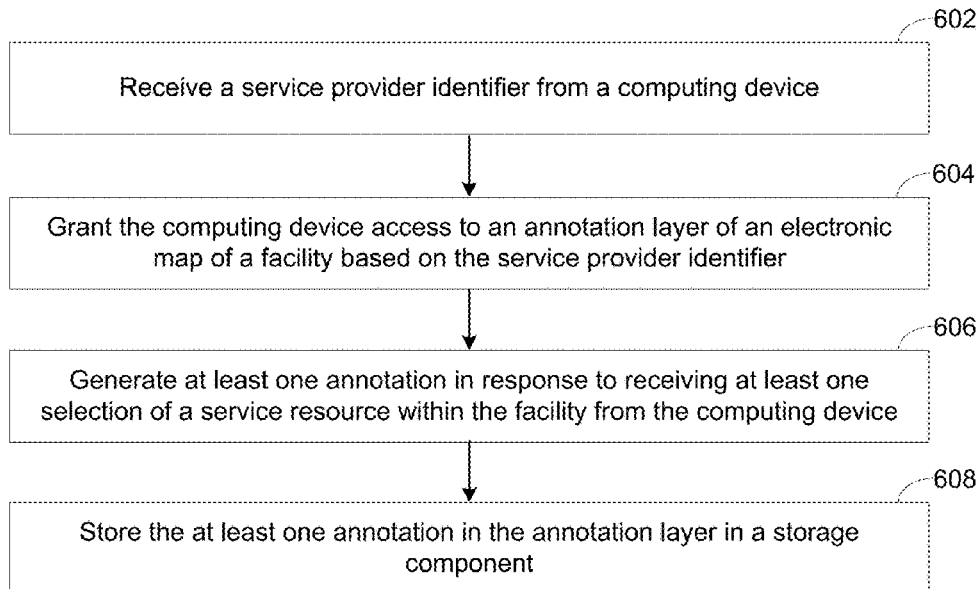 602
Receive a service provider identifier from a computing device
604
Grant the computing device access to an annotation layer of an electronic
map of a facility based on the service provider identifier
606
Generate at least one annotation in response to receiving at least one
selection of a service resource within the facility from the computing device
608
Store the at least one annotation in the annotation layer in a storage
component